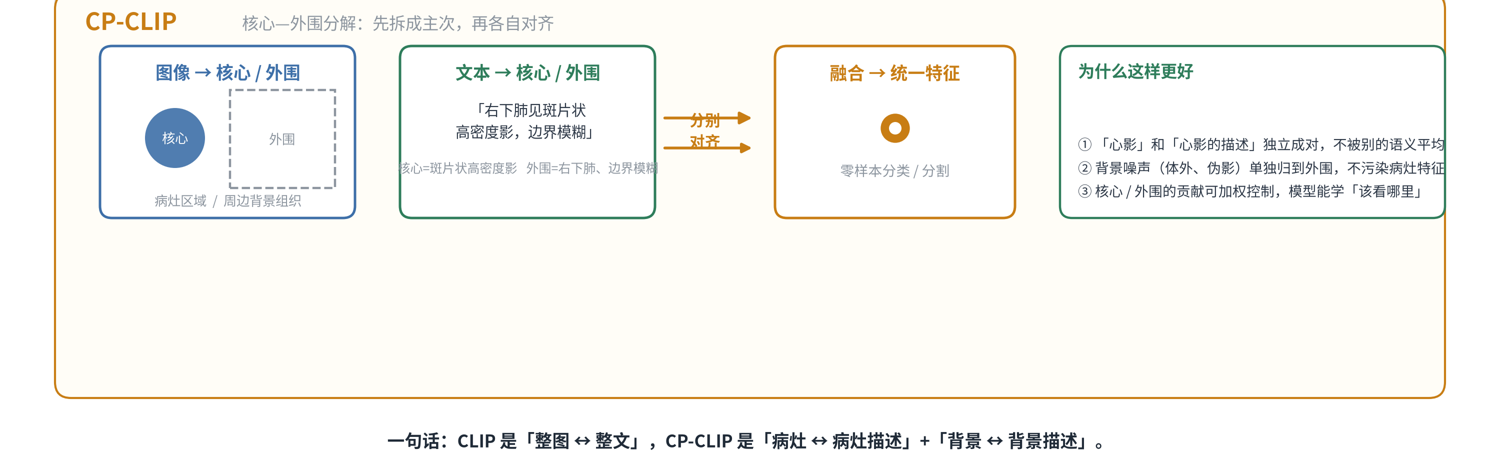 CP-CLIP
核心—外围分解：先拆成主次，再各自对齐
图像 → 核心 / 外围
核心
外围
病灶区域 / 周边背景组织
文本 → 核心 / 外围
「右下肺见斑片状
高密度影，边界模糊」
核心=斑片状高密度影 外围=右下肺、边界模糊
分别
对齐
融合 → 统一特征
零样本分类 / 分割
为什么这样更好
① 「心影」和「心影的描述」独立成对，不被别的语义平均
② 背景噪声（体外、伪影）单独归到外围，不污染病灶特征
③ 核心 / 外围的贡献可加权控制，模型能学「该看哪里」
一句话：CLIP 是「整图 ↔ 整文」，CP-CLIP 是「病灶 ↔ 病灶描述」+「背景 ↔ 背景描述」。